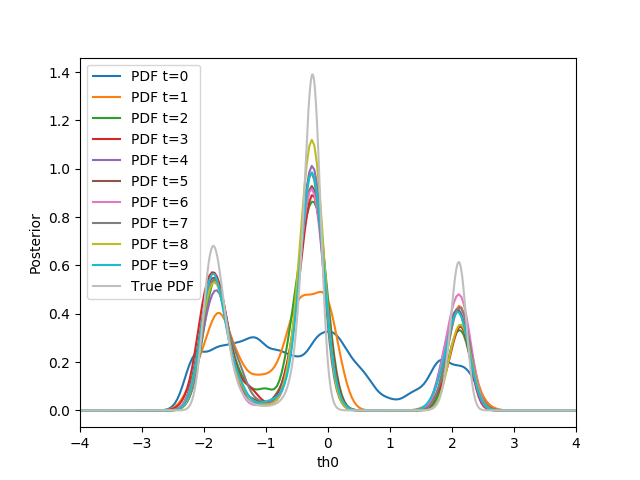 PDF t=0
PDF t=1
PDF t=2
PDF t=3
PDF t=4
PDF t=5
PDF t=6
PDF t=7
PDF t=8
PDF t=9
True PDF
Posterior
1.4
1.2
1.0
0.8
0.6
0.4
0.2
0.0
−4 −3 −2 −1 0 1 2 3 4
th0